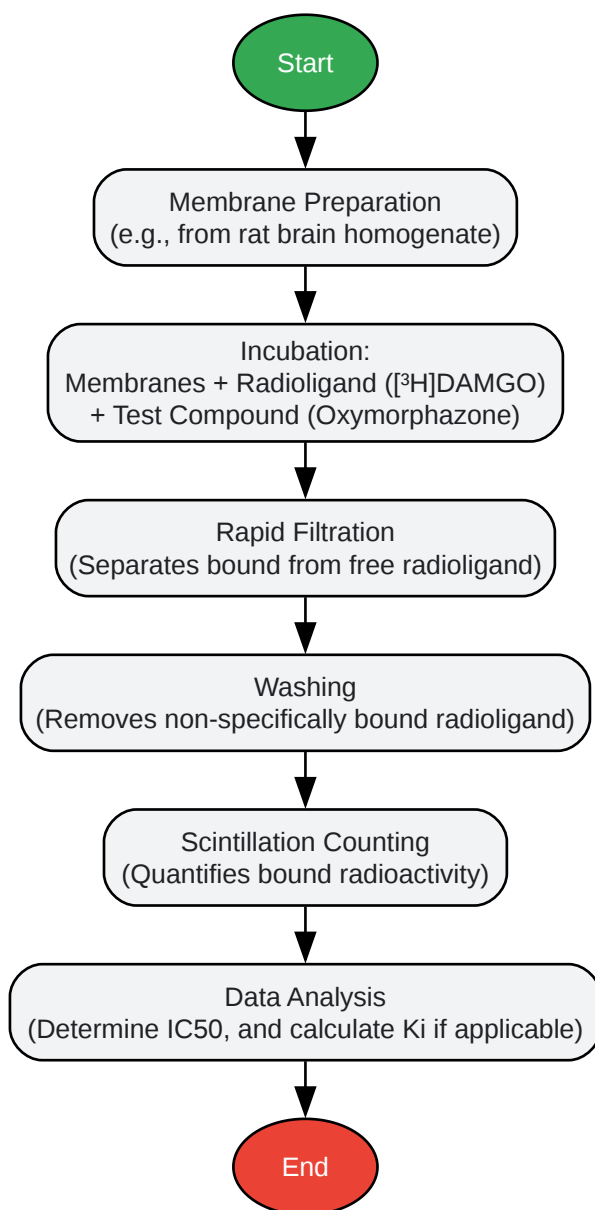 Start
Membrane Preparation
(e.g., from rat brain homogenate)
Incubation:
Membranes + Radioligand ([³H]DAMGO)
+ Test Compound (Oxymorphazone)
Rapid Filtration
(Separates bound from free radioligand)
Washing
(Removes non-specifically bound radioligand)
Scintillation Counting
(Quantifies bound radioactivity)
Data Analysis
(Determine IC50, and calculate Ki if applicable)
End